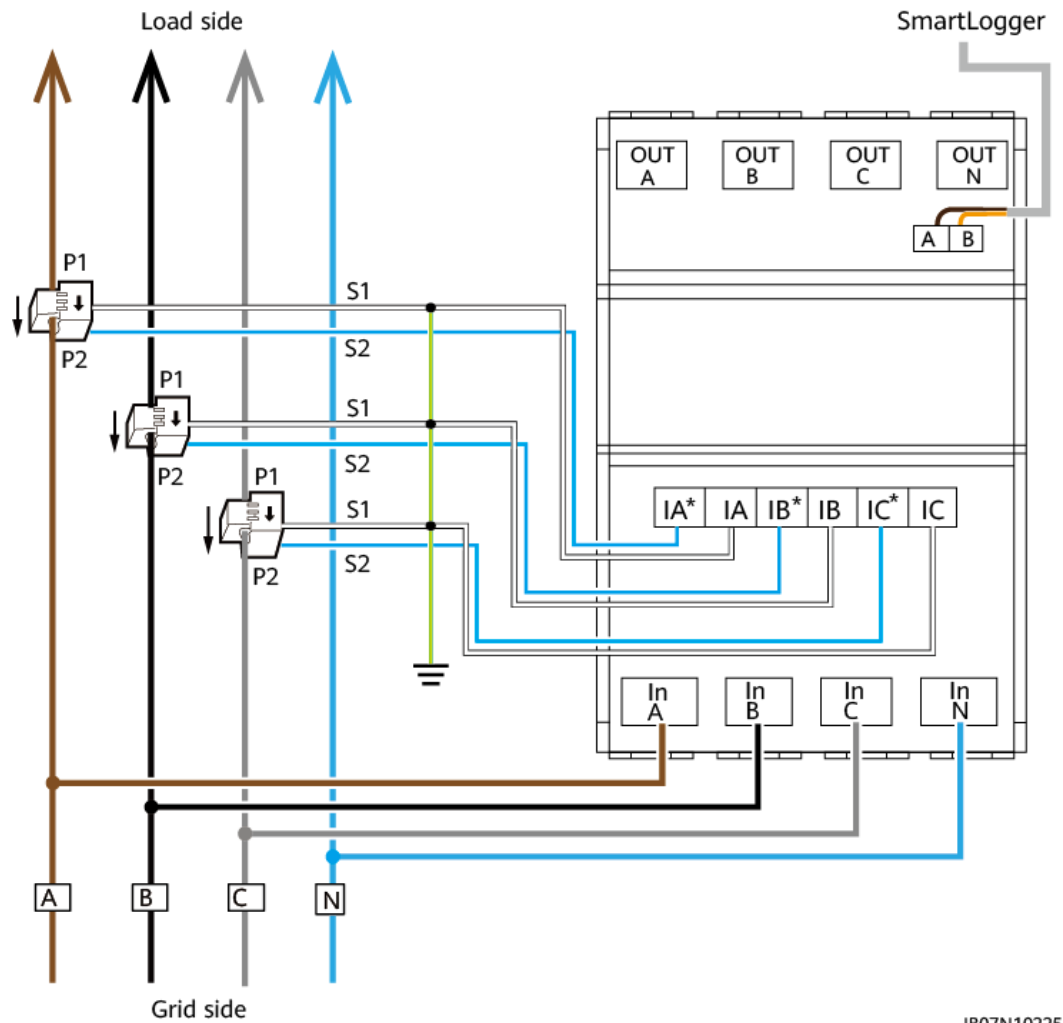 Load side
SmartLogger
OUT A
OUT B
OUT C
OUT N
A B
P1
S1
P2
S2
P1
S1
P2
S2
P1
S1
P2
S2
IA* IA IB* IB IC* IC
In A
In B
In C
In N
A
B
C
N
Grid side